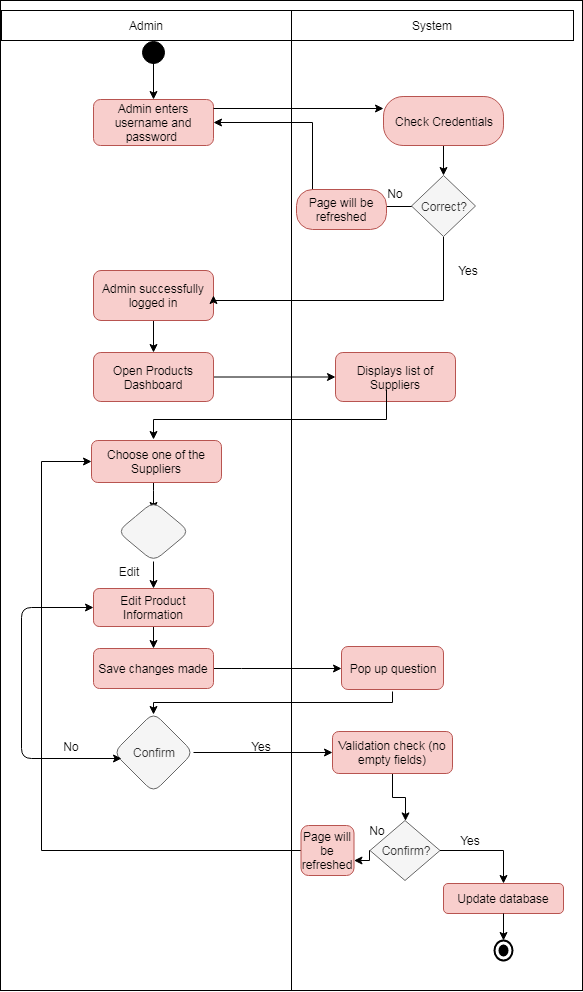 Admin
System
Admin enters
username and
password
Check Credentials
No
Page will be
refreshed
Correct?
Yes
Admin successfully
logged in
Open Products
Dashboard
Displays list of
Suppliers
Choose one of the
Suppliers
Edit
Edit Product
Information
Save changes made
Pop up question
No
Confirm
Yes
Validation check (no
empty fields)
No
Page will
be
refreshed
Confirm?
Yes
Update database